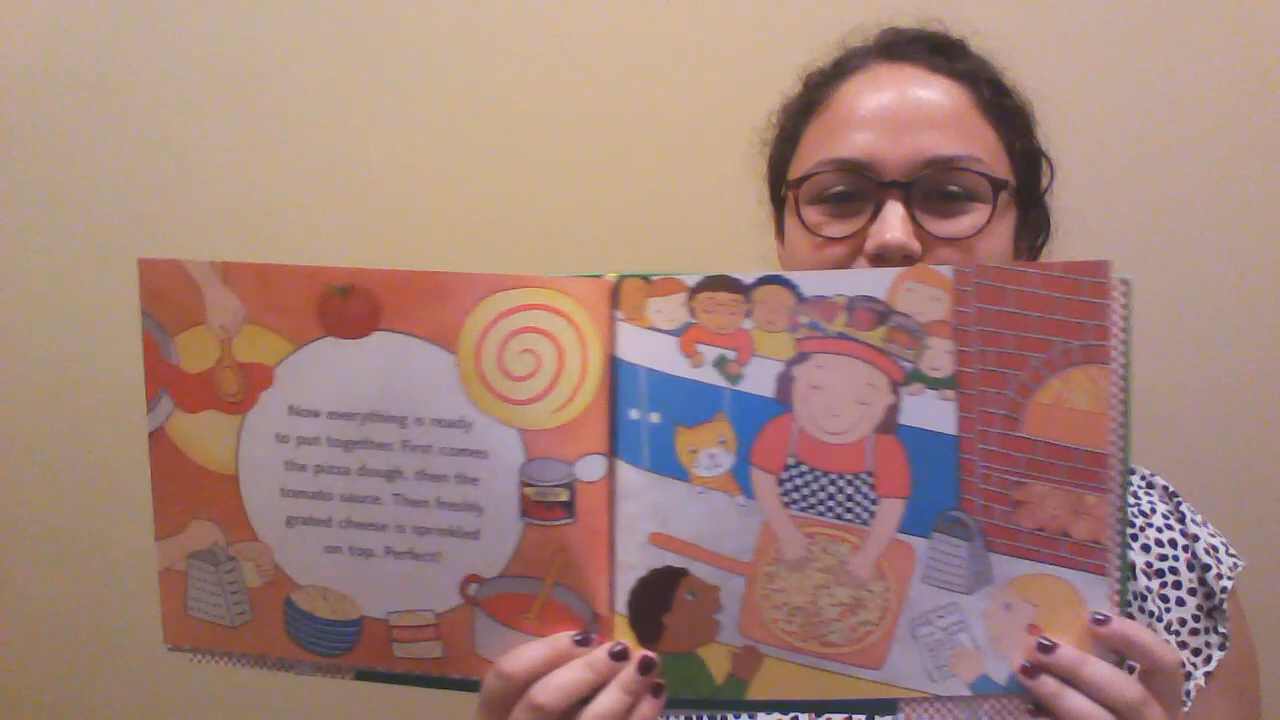 Now everything is ready
to put together. First comes
the pizza dough, then the
tomato sauce. Then freshly
grated cheese is sprinkled
on top. Perfect!